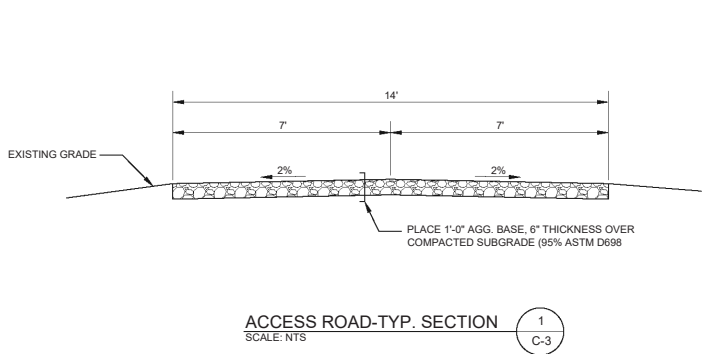 14'
7' 7'
EXISTING GRADE
2% 2%
PLACE 1'-0" AGG. BASE, 6" THICKNESS OVER
COMPACTED SUBGRADE (95% ASTM D698
ACCESS ROAD-TYP. SECTION
SCALE: NTS
1
C-3